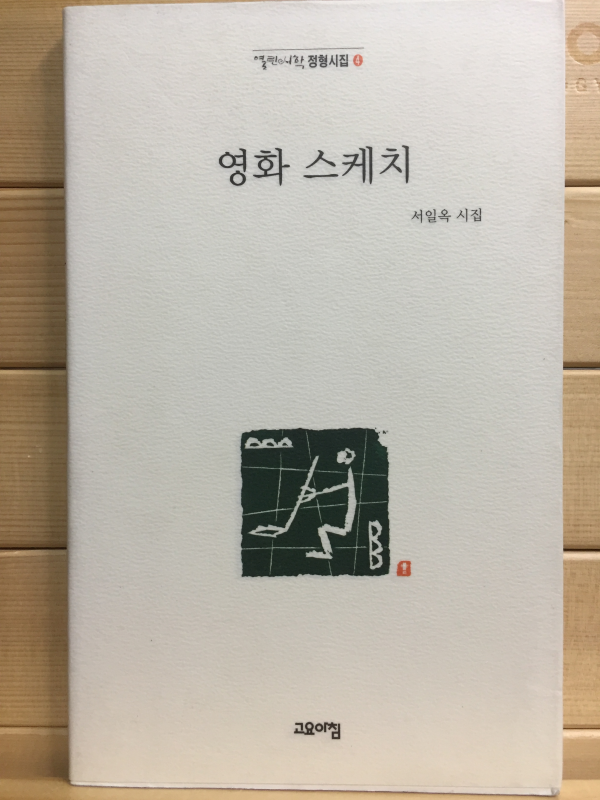 열린시학 정형시집 4
영화 스케치
서일옥 시집
고요아침